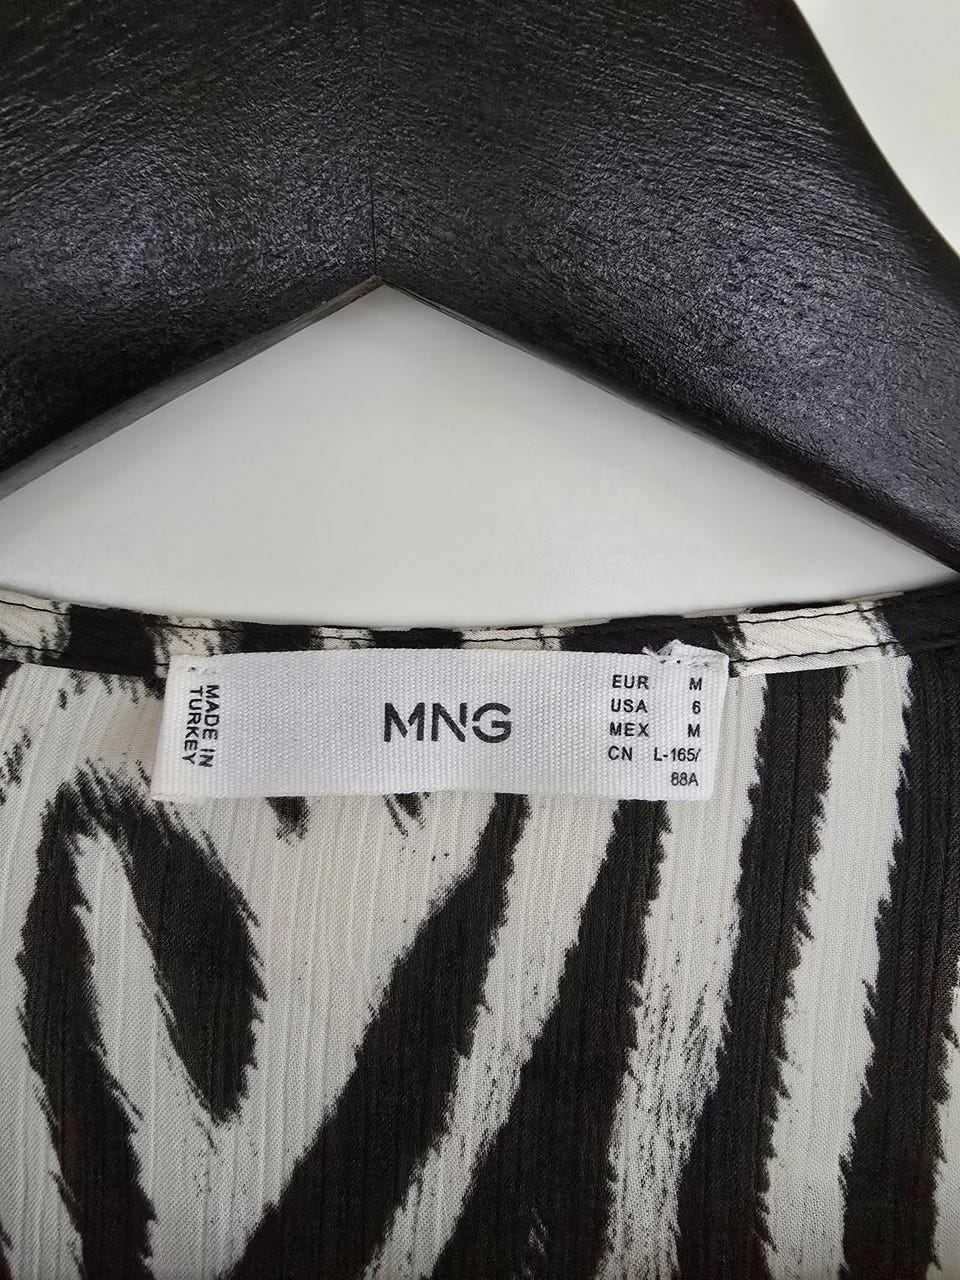 MADE IN
TURKEY
MNG
EUR M
USA 6
MEX M
CN L-165/
88A